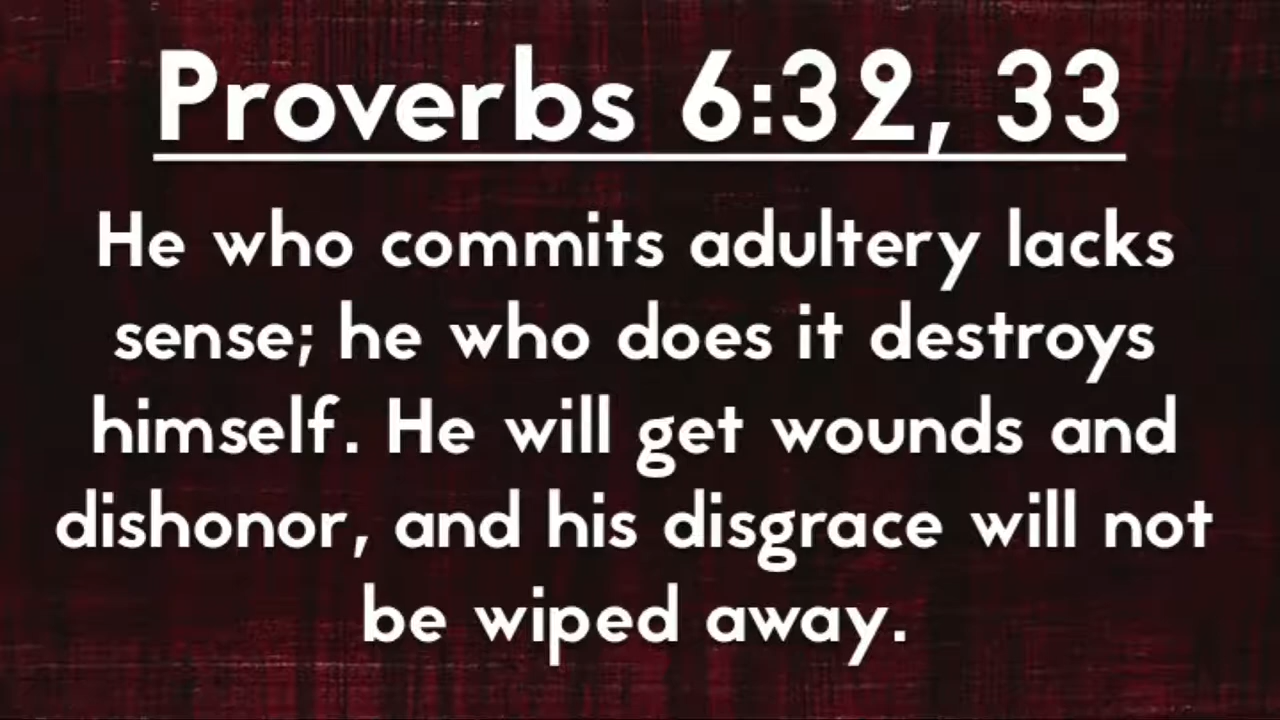 Proverbs 6:32, 33
He who commits adultery lacks
sense; he who does it destroys
himself. He will get wounds and
dishonor, and his disgrace will not
be wiped away.